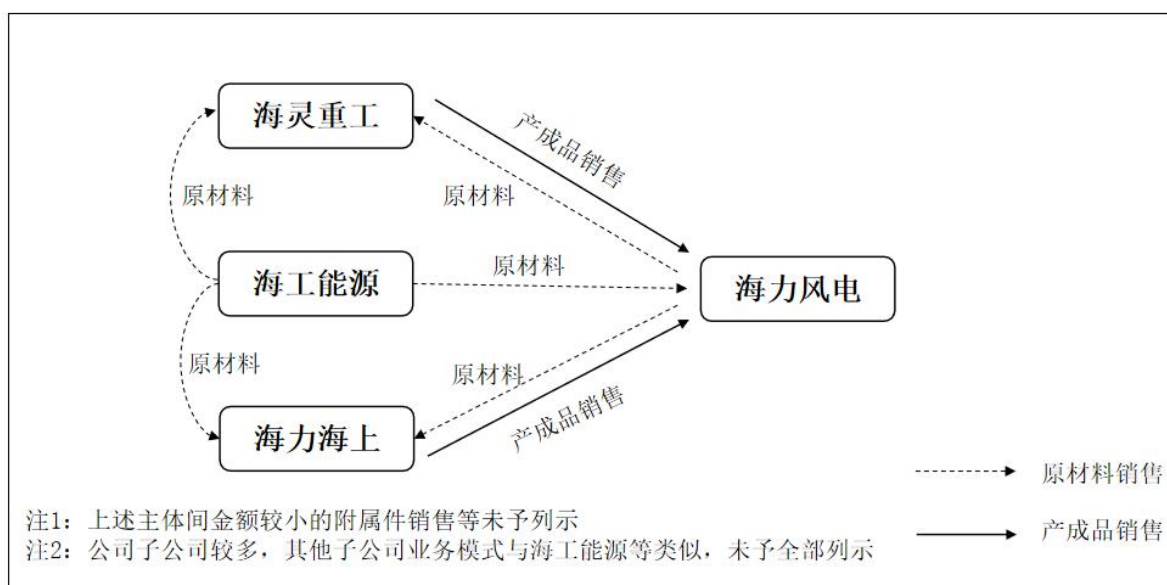 海灵重工
产成品销售
原材料
原材料
海工能源
原材料
海力风电
原材料
原材料
海力海上
产成品销售
原材料销售
产成品销售
注1：上述主体间金额较小的附属件销售等未予列示
注2：公司子公司较多，其他子公司业务模式与海工能源等类似，未予全部列示